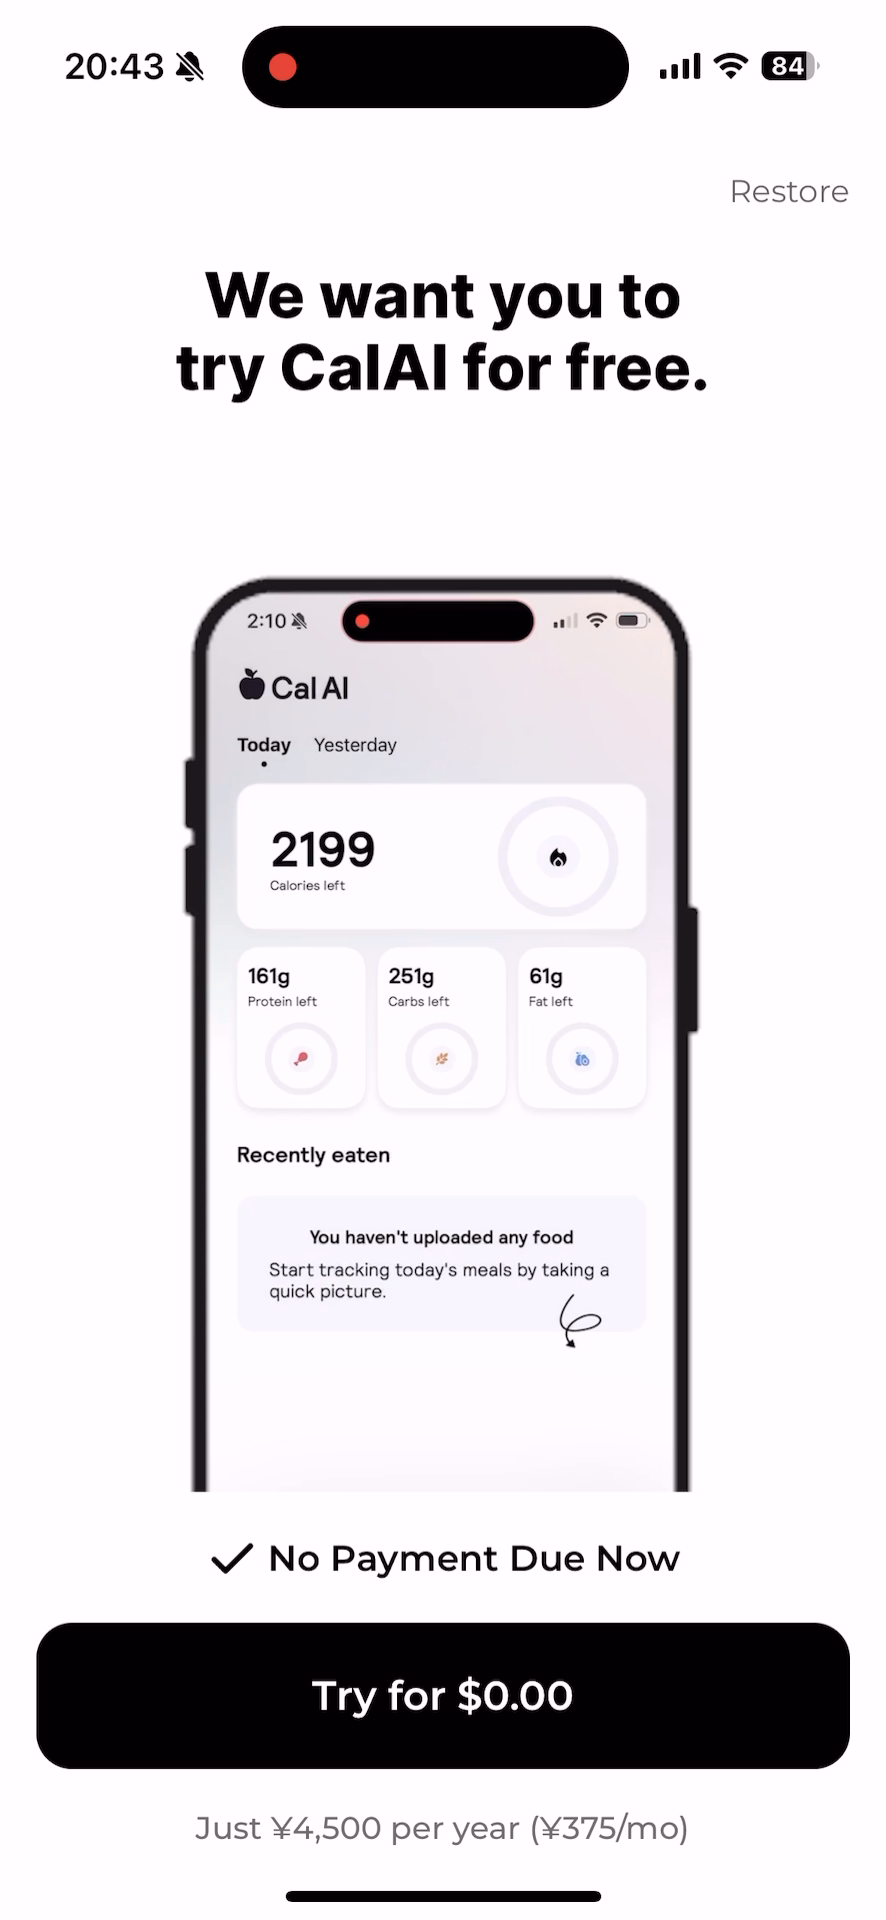 20:43
84
Restore
We want you to
try CalAI for free.
2:10
Cal AI
Today Yesterday
2199
Calories left
161g
Protein left
251g
Carbs left
61g
Fat left
Recently eaten
You haven't uploaded any food
Start tracking today's meals by taking a
quick picture.
No Payment Due Now
Try for $0.00
Just ¥4,500 per year (¥375/mo)